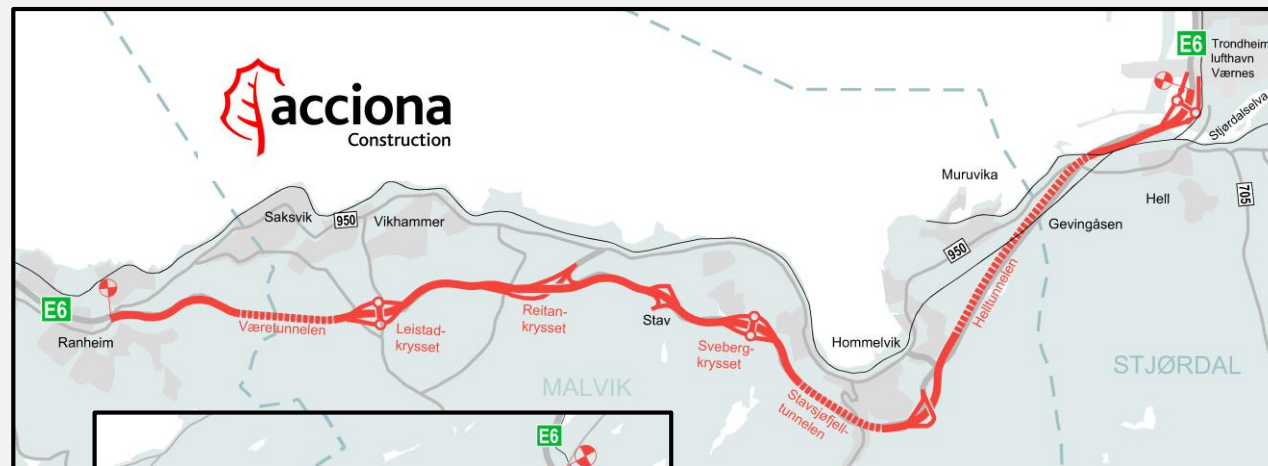 acciona
Construction
E6
Trondheim
lufthavn
Værnes
Stjørdalselva
Muruvika
Hell
705
Gevingåsen
950
Saksvik
950
Vikhammer
Helltunnelen
E6
Ranheim
Væretunnelen
Leistad-
krysset
Reitan-
krysset
Stav
Sveberg-
krysset
Hommelvik
STJØRDAL
MALVIK
Stavsjøfjell-
tunnelen
E6